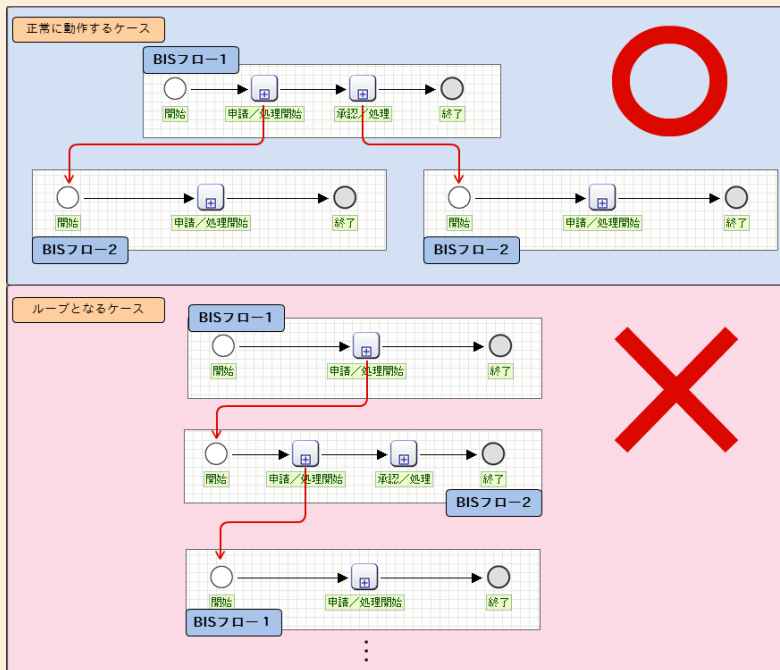 正常に動作するケース
BISフロー1
開始
申請／処理開始
承認／処理
終了
開始
申請／処理開始
終了
BISフロー2
開始
申請／処理開始
終了
BISフロー2
ループとなるケース
BISフロー1
開始
申請／処理開始
終了
開始
申請／処理開始
承認／処理
終了
BISフロー2
開始
申請／処理開始
終了
BISフロー１
⋮